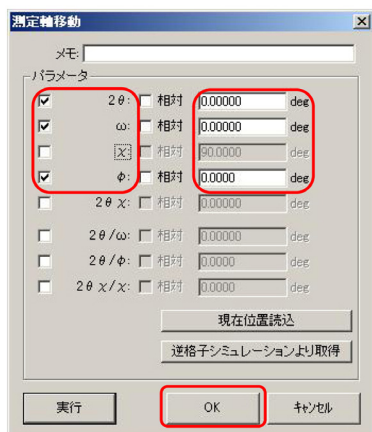 測定軸移動
メモ:
パラメータ
2θ: 相対 0.00000 deg
ω: 相対 0.00000 deg
χ: 相対 90.0000 deg
φ: 相対 0.0000 deg
2θχ: 相対 0.00000 deg
2θ/ω: 相対 0.00000 deg
2θ/φ: 相対 0.0000 deg
2θχ/χ: 相対 0.0000 deg
現在位置読込
逆格子シミュレーションより取得
実行 OK キャンセル